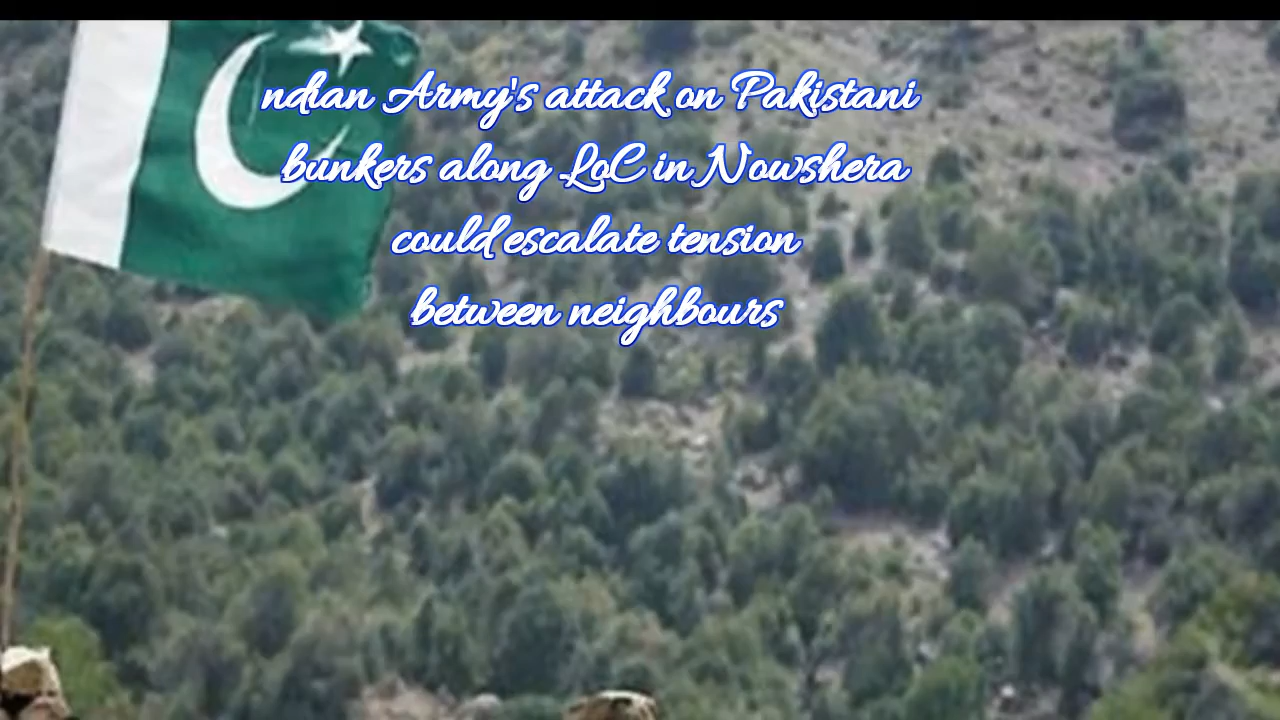 ndian Army's attack on Pakistani
bunkers along LoC in Nowshera
could escalate tension
between neighbours